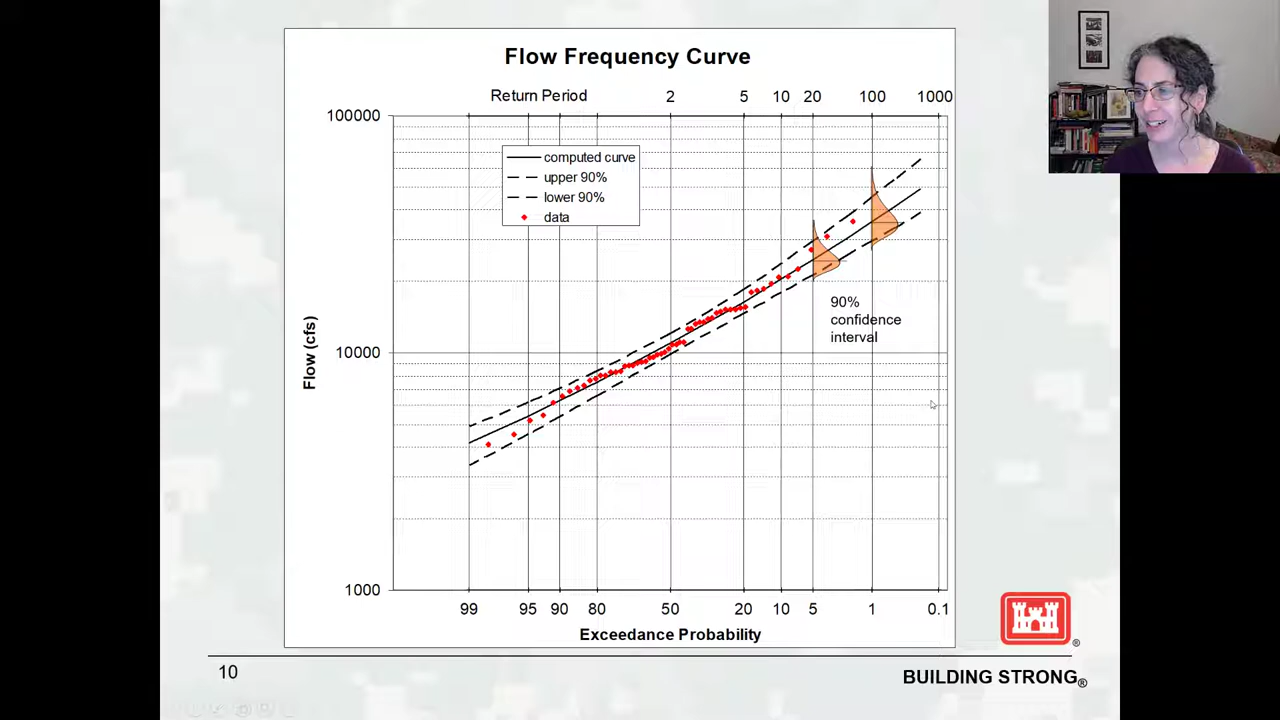 Flow Frequency Curve
Return Period 2 5 10 20 100 1000
100000
computed curve
upper 90%
lower 90%
data
90%
confidence
interval
Flow (cfs)
10000
1000
99 95 90 80 50 20 10 5 1 0.1
Exceedance Probability
®
10
BUILDING STRONG®